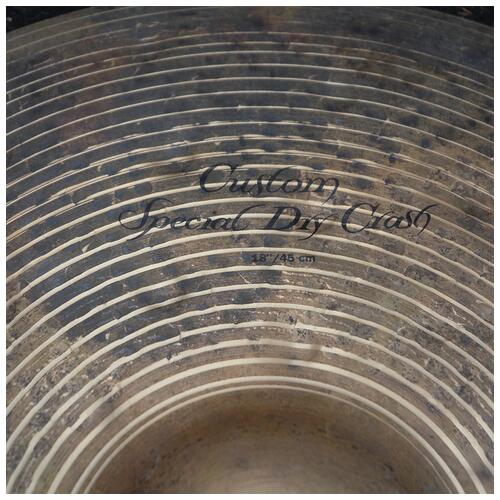 Custom
Special Dry Crash
18"/45 cm